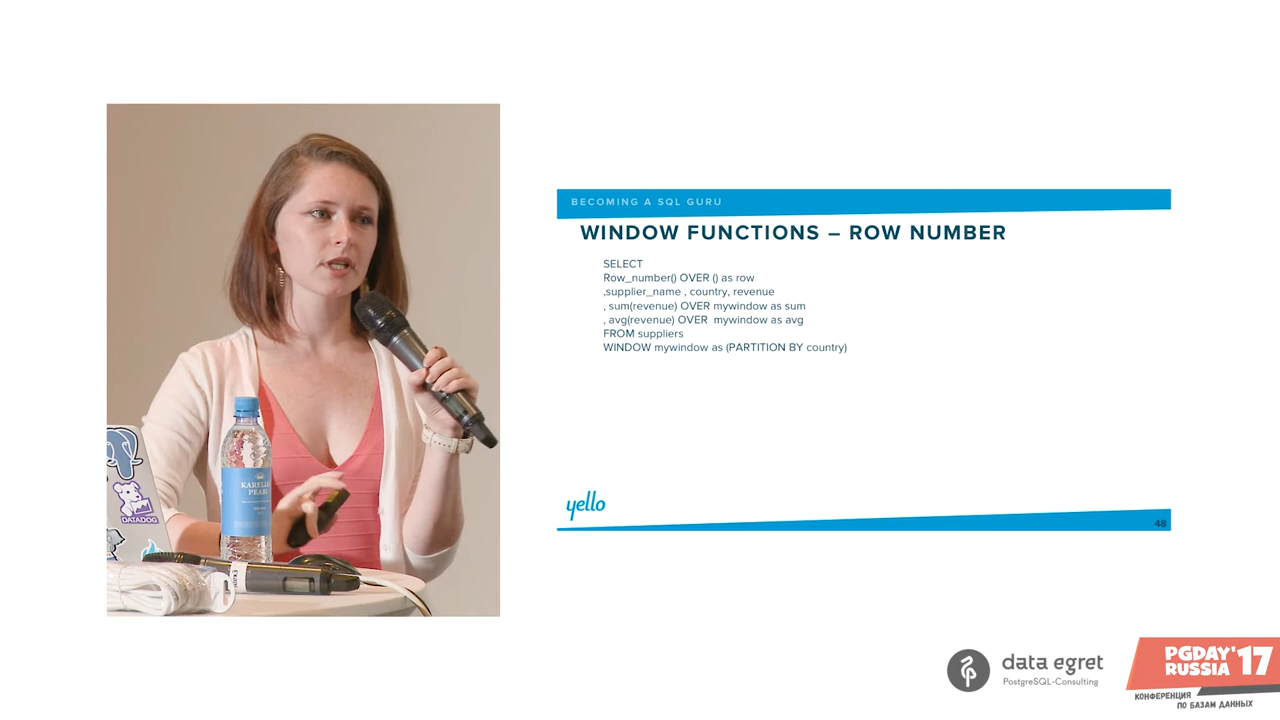 BECOMING A SQL GURU
WINDOW FUNCTIONS – ROW NUMBER
SELECT
Row_number() OVER () as row
,supplier_name , country, revenue
, sum(revenue) OVER mywindow as sum
, avg(revenue) OVER  mywindow as avg
FROM suppliers
WINDOW mywindow as (PARTITION BY country)
yello
48
DATADOG
PEARL
data egret
PostgreSQL-Consulting
PGDAY'17
RUSSIA
КОНФЕРЕНЦИЯ
ПО БАЗАМ ДАННЫХ